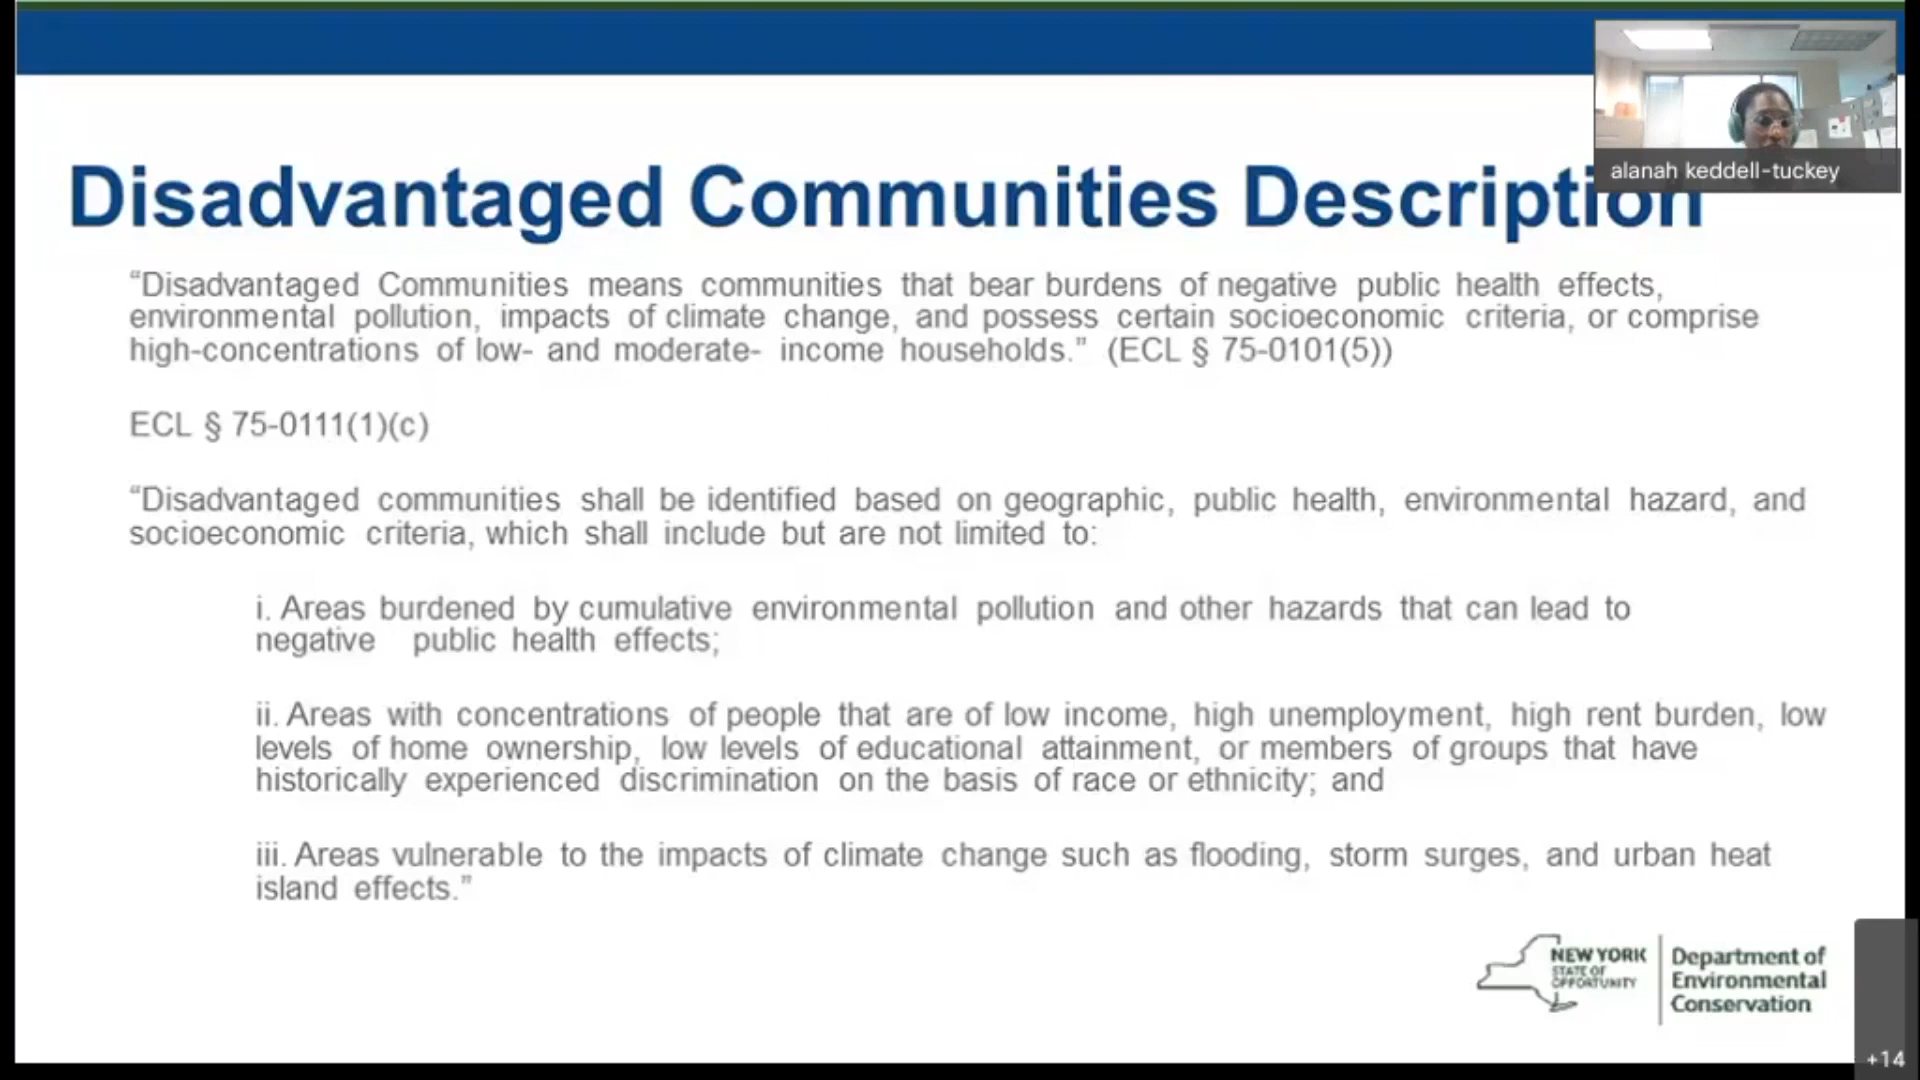 alanah keddell-tuckey
Disadvantaged Communities Description
“Disadvantaged Communities means communities that bear burdens of negative public health effects,
environmental pollution, impacts of climate change, and possess certain socioeconomic criteria, or comprise
high-concentrations of low- and moderate- income households.” (ECL § 75-0101(5))
ECL § 75-0111(1)(c)
“Disadvantaged communities shall be identified based on geographic, public health, environmental hazard, and
socioeconomic criteria, which shall include but are not limited to:
i. Areas burdened by cumulative environmental pollution and other hazards that can lead to
negative public health effects;
ii. Areas with concentrations of people that are of low income, high unemployment, high rent burden, low
levels of home ownership, low levels of educational attainment, or members of groups that have
historically experienced discrimination on the basis of race or ethnicity; and
iii. Areas vulnerable to the impacts of climate change such as flooding, storm surges, and urban heat
island effects.”
NEW YORK
STATE OF
OPPORTUNITY
Department of
Environmental
Conservation
+14